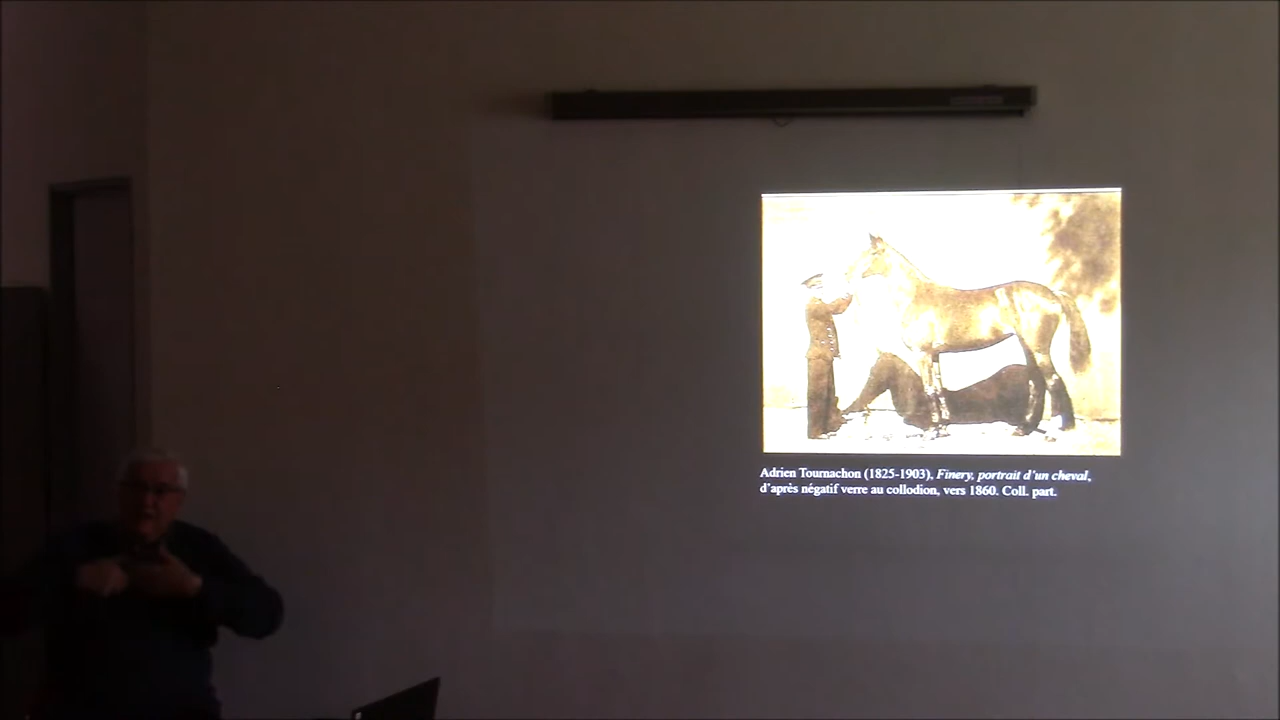 Adrien Tournachon (1825-1903), Finery, portrait d'un cheval,
d'après négatif verre au collodion, vers 1860. Coll. part.